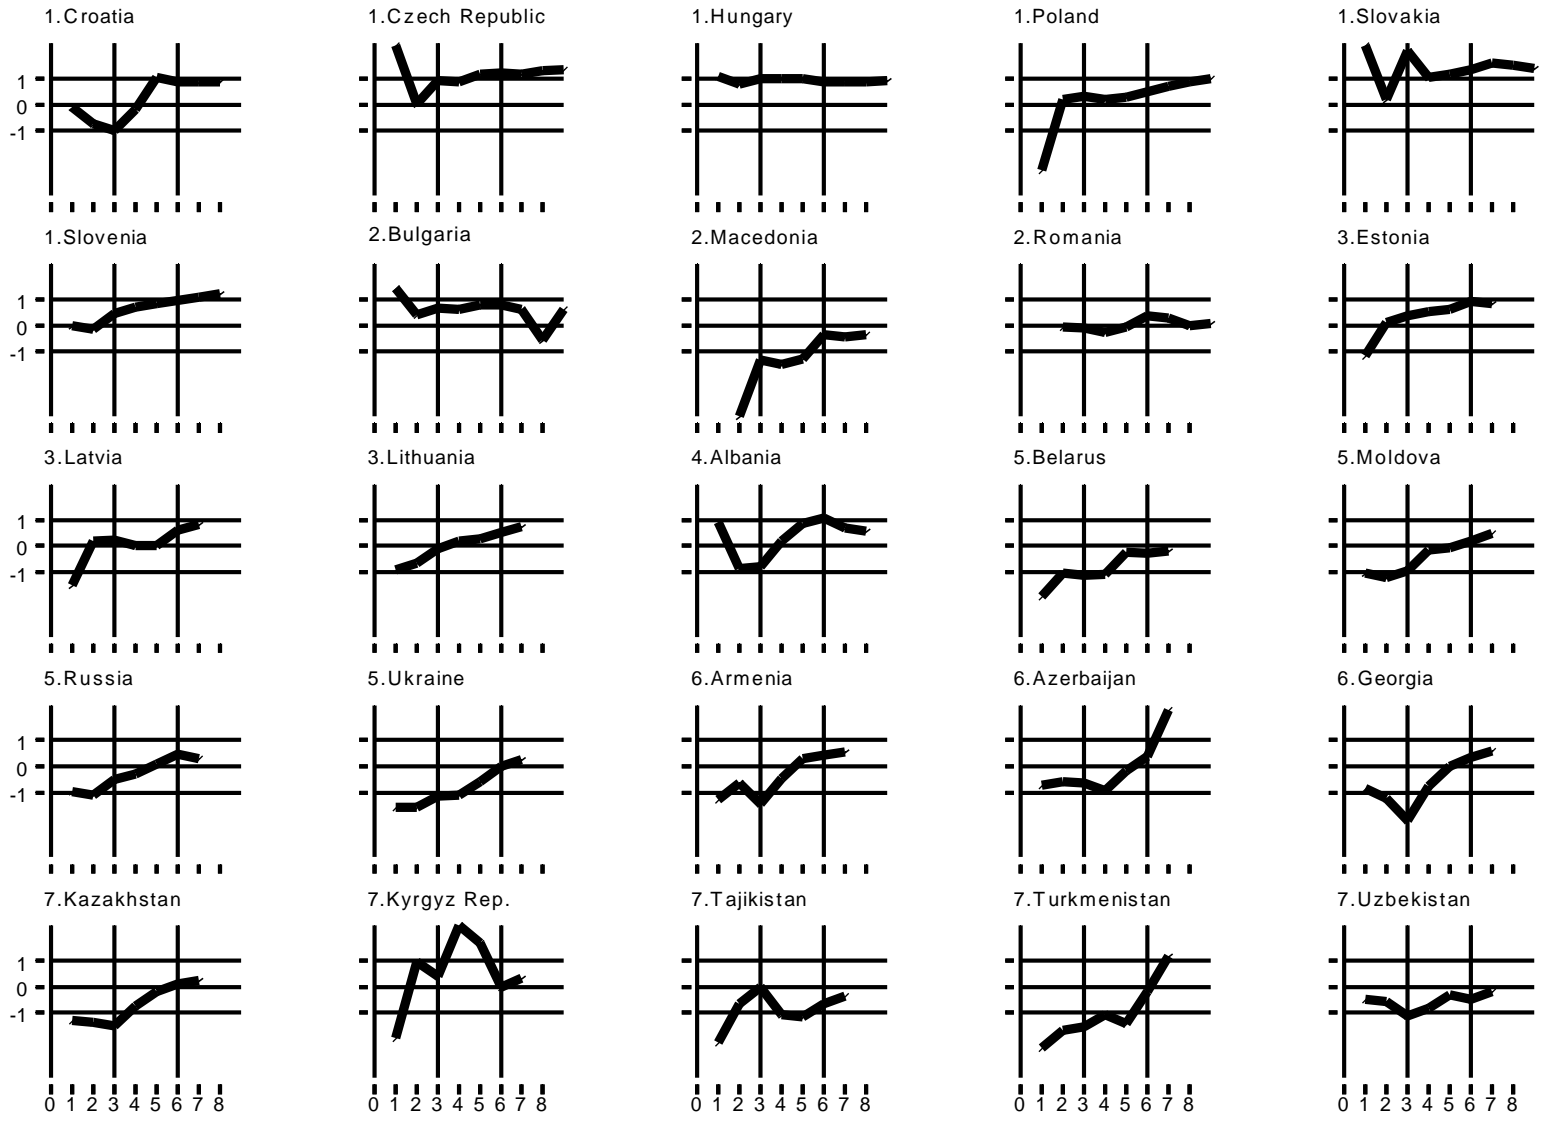 1.Croatia 1.Czech Republic 1.Hungary 1.Poland 1.Slovakia
1
0
-1
1.Slovenia 2.Bulgaria 2.Macedonia 2.Romania 3.Estonia
1
0
-1
3.Latvia 3.Lithuania 4.Albania 5.Belarus 5.Moldova
1
0
-1
5.Russia 5.Ukraine 6.Armenia 6.Azerbaijan 6.Georgia
1
0
-1
7.Kazakhstan 7.Kyrgyz Rep. 7.Tajikistan 7.Turkmenistan 7.Uzbekistan
1
0
-1
0 1 2 3 4 5 6 7 8 0 1 2 3 4 5 6 7 8 0 1 2 3 4 5 6 7 8 0 1 2 3 4 5 6 7 8 0 1 2 3 4 5 6 7 8